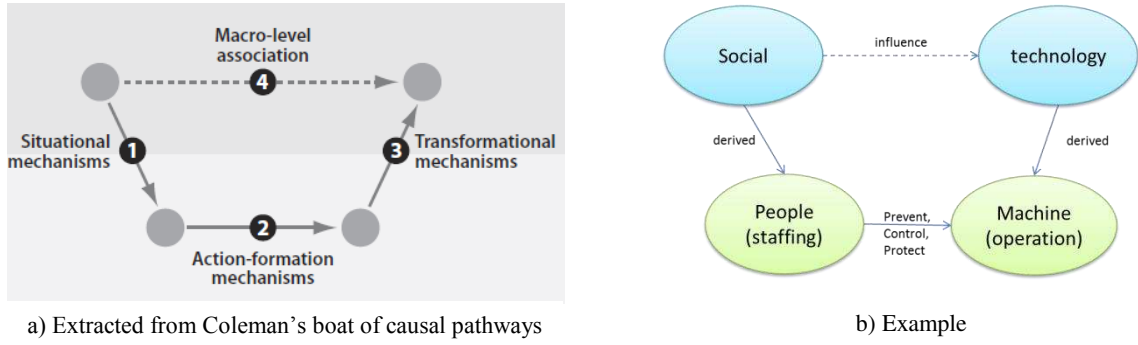 Macro-level
association
4
Situational
mechanisms
1
3
Transformational
mechanisms
2
Action-formation
mechanisms
a) Extracted from Coleman's boat of causal pathways
Social
influence
technology
derived
derived
People
(staffing)
Prevent,
Control,
Protect
Machine
(operation)
b) Example